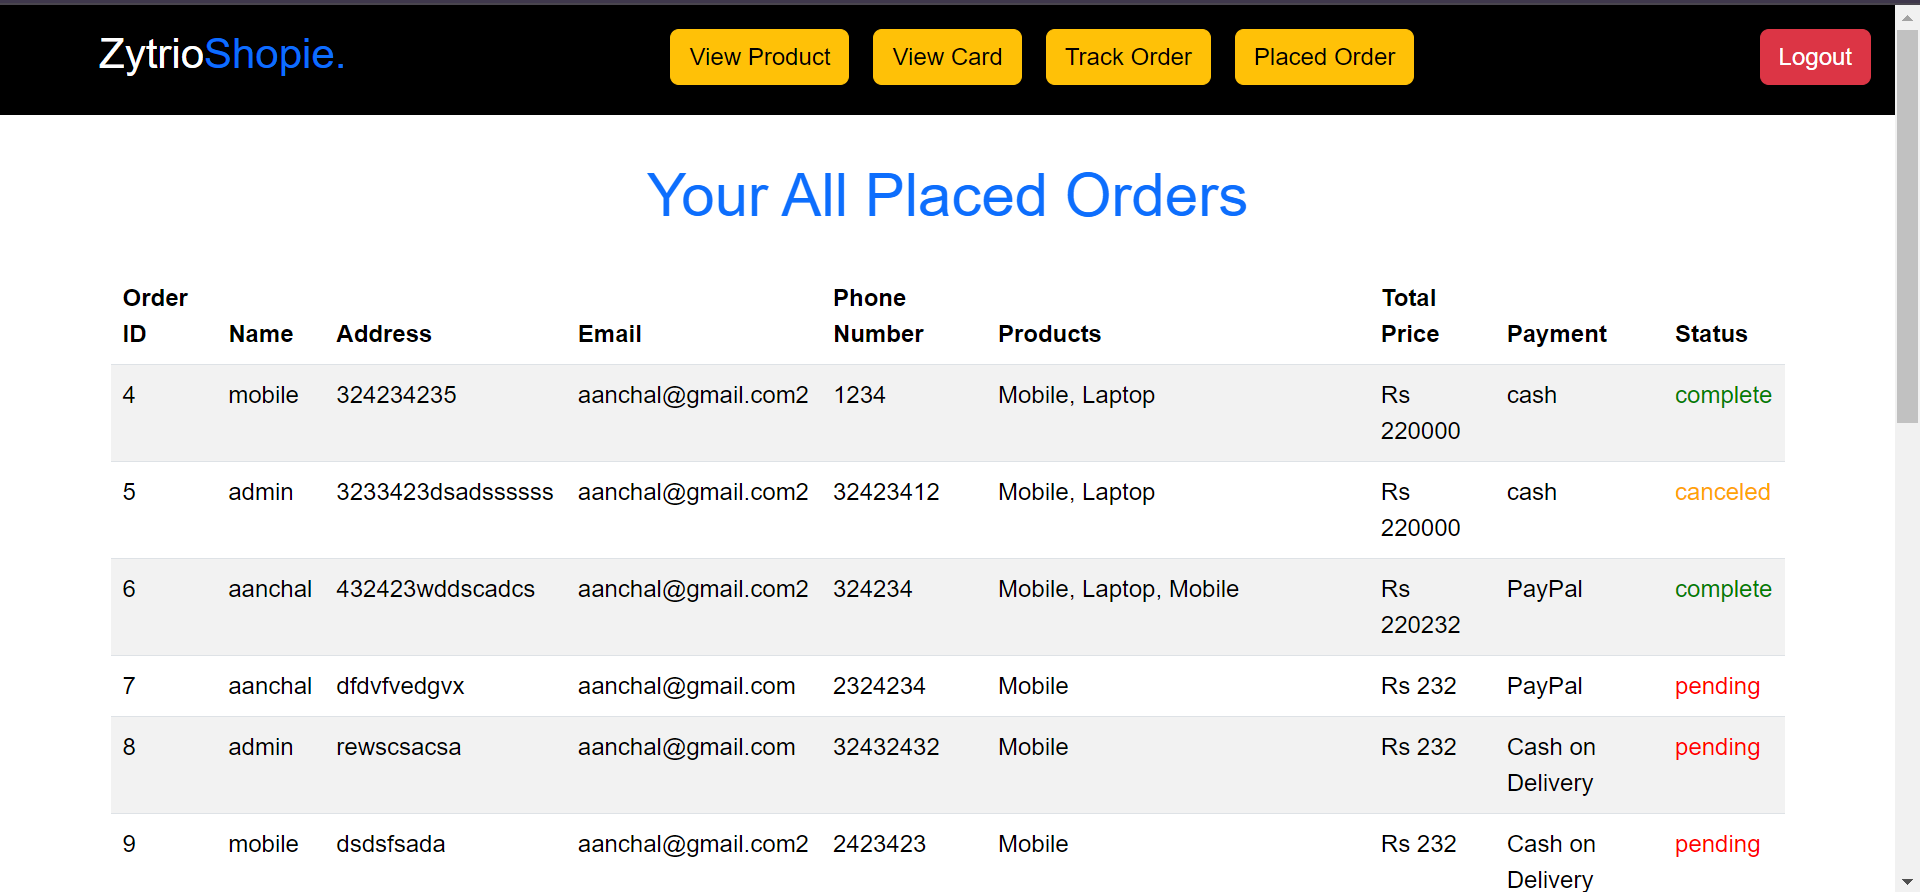 ZytrioShopie.
View Product View Card Track Order Placed Order Logout
Your All Placed Orders
Order ID Name Address Email Phone Number Products Total Price Payment Status
4 mobile 324234235 aanchal@gmail.com2 1234 Mobile, Laptop Rs 220000 cash complete
5 admin 3233423dsadssssss aanchal@gmail.com2 32423412 Mobile, Laptop Rs 220000 cash canceled
6 aanchal 432423wddscadcs aanchal@gmail.com2 324234 Mobile, Laptop, Mobile Rs 220232 PayPal complete
7 aanchal dfdvfvedgvx aanchal@gmail.com 2324234 Mobile Rs 232 PayPal pending
8 admin rewscsacsa aanchal@gmail.com 32432432 Mobile Rs 232 Cash on Delivery pending
9 mobile dsdsfsada aanchal@gmail.com2 2423423 Mobile Rs 232 Cash on Delivery pending